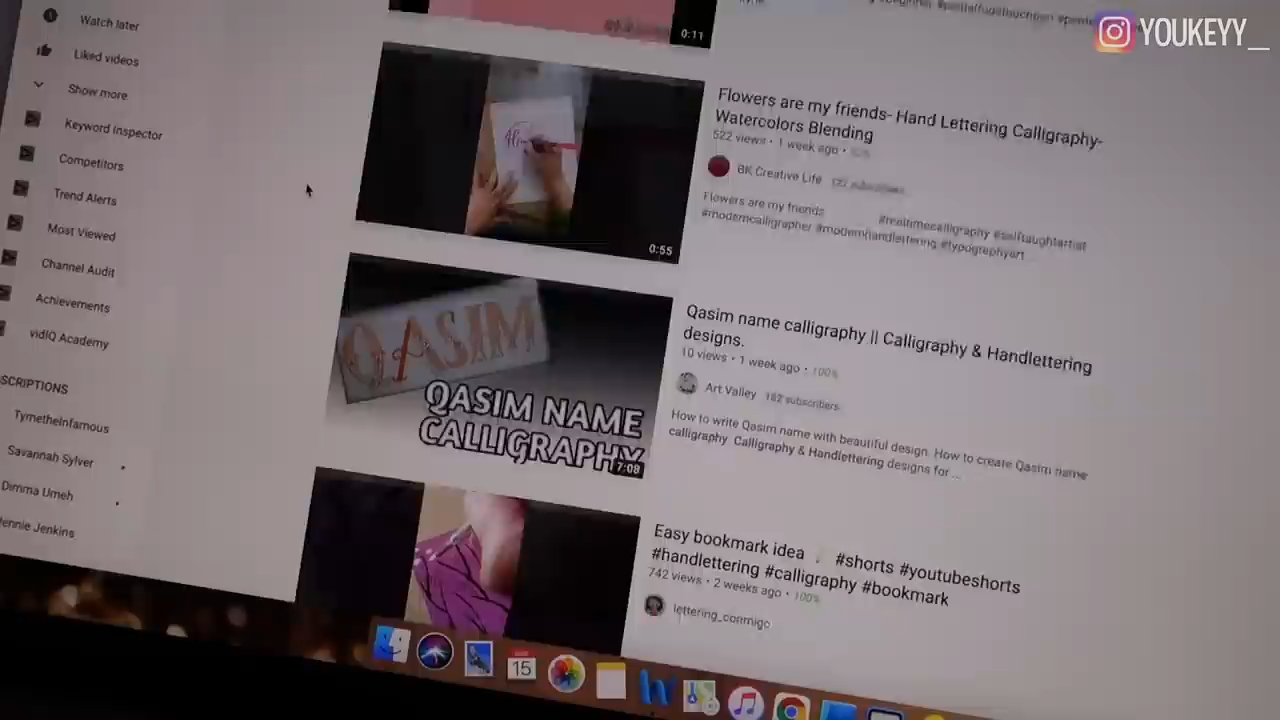 YOUKEYY_
Watch later
Liked videos
Show more
Keyword Inspector
Competitors
Trend Alerts
Most Viewed
Channel Audit
Achievements
vidIQ Academy
SCRIPTIONS
TymetheInfamous
Savannah Sylver
Dimma Umeh
ennie Jenkins
0:11
0:55
Flowers are my friends- Hand Lettering Calligraphy-
Watercolors Blending
522 views • 1 week ago •
BK Creative Life
Flowers are my friends #realtimecalligraphy #selftaughtartist
#moderncalligrapher #modernhandlettering #typographyart ...
QASIM
QASIM NAME
CALLIGRAPHY
7:08
Qasim name calligraphy || Calligraphy & Handlettering
designs.
10 views • 1 week ago • 100%
Art Valley 182 subscribers
How to write Qasim name with beautiful design. How to create Qasim name
calligraphy Calligraphy & Handlettering designs for ...
Easy bookmark idea #shorts #youtubeshorts
#handlettering #calligraphy #bookmark
742 views • 2 weeks ago • 100%
lettering_conmigo
15